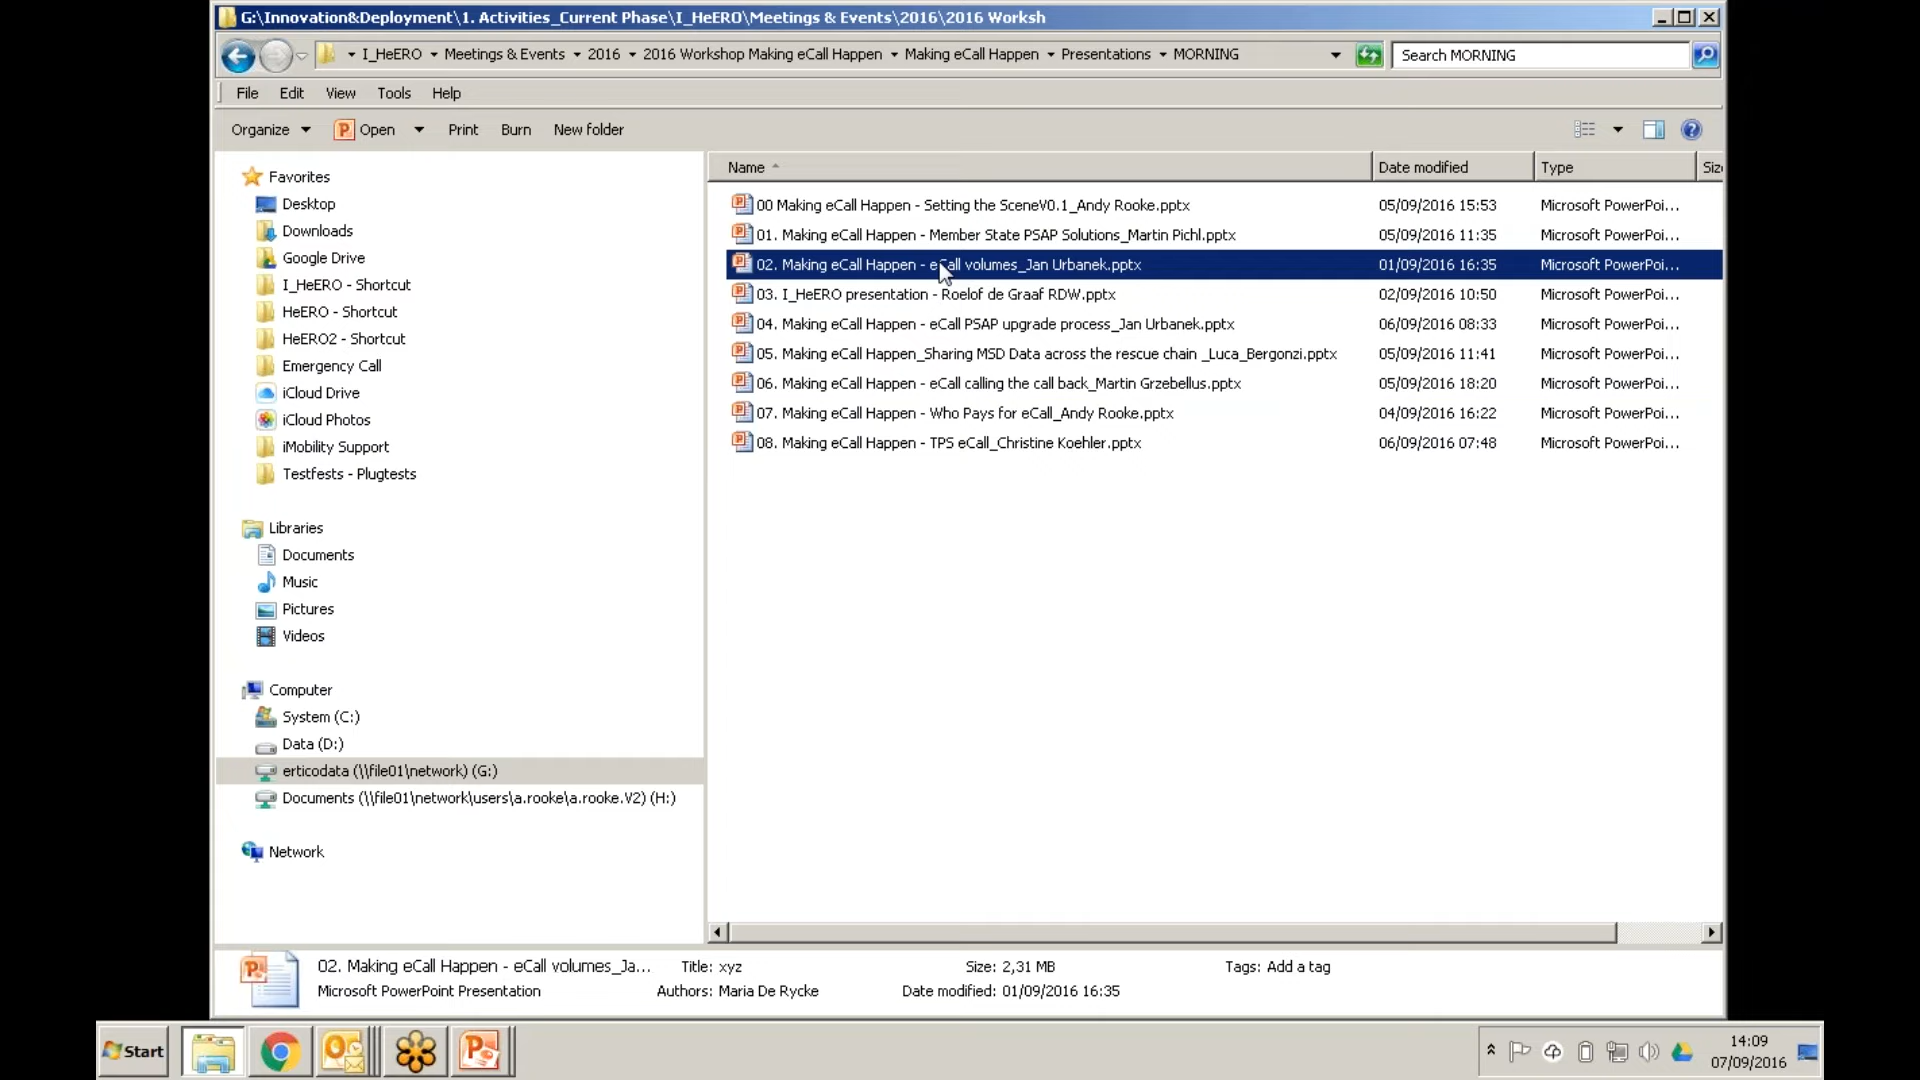 G:\Innovation&Deployment\1. Activities_Current Phase\I_HeERO\Meetings & Events\2016\2016 Worksh
I_HeERO Meetings & Events 2016 2016 Workshop Making eCall Happen Making eCall Happen Presentations MORNING
Search MORNING
File Edit View Tools Help
Organize Open Print Burn New folder
Name Date modified Type Siz
Favorites
Desktop
Downloads
Google Drive
I_HeERO - Shortcut
HeERO - Shortcut
HeERO2 - Shortcut
Emergency Call
iCloud Drive
iCloud Photos
iMobility Support
Testfests - Plugtests
Libraries
Documents
Music
Pictures
Videos
Computer
System (C:)
Data (D:)
erticodata (\\file01\network) (G:)
Documents (\\file01\network\users\a.rooke\a.rooke.V2) (H:)
Network
00 Making eCall Happen - Setting the SceneV0.1_Andy Rooke.pptx 05/09/2016 15:53 Microsoft PowerPoi...
01. Making eCall Happen - Member State PSAP Solutions_Martin Pichl.pptx 05/09/2016 11:35 Microsoft PowerPoi...
02. Making eCall Happen - eCall volumes_Jan Urbanek.pptx 01/09/2016 16:35 Microsoft PowerPoi...
03. I_HeERO presentation - Roelof de Graaf RDW.pptx 02/09/2016 10:50 Microsoft PowerPoi...
04. Making eCall Happen - eCall PSAP upgrade process_Jan Urbanek.pptx 06/09/2016 08:33 Microsoft PowerPoi...
05. Making eCall Happen_Sharing MSD Data across the rescue chain _Luca_Bergonzi.pptx 05/09/2016 11:41 Microsoft PowerPoi...
06. Making eCall Happen - eCall calling the call back_Martin Grzebellus.pptx 05/09/2016 18:20 Microsoft PowerPoi...
07. Making eCall Happen - Who Pays for eCall_Andy Rooke.pptx 04/09/2016 16:22 Microsoft PowerPoi...
08. Making eCall Happen - TPS eCall_Christine Koehler.pptx 06/09/2016 07:48 Microsoft PowerPoi...
02. Making eCall Happen - eCall volumes_Ja... Title: xyz Size: 2,31 MB Tags: Add a tag
Microsoft PowerPoint Presentation Authors: Maria De Rycke Date modified: 01/09/2016 16:35
Start
14:09
07/09/2016